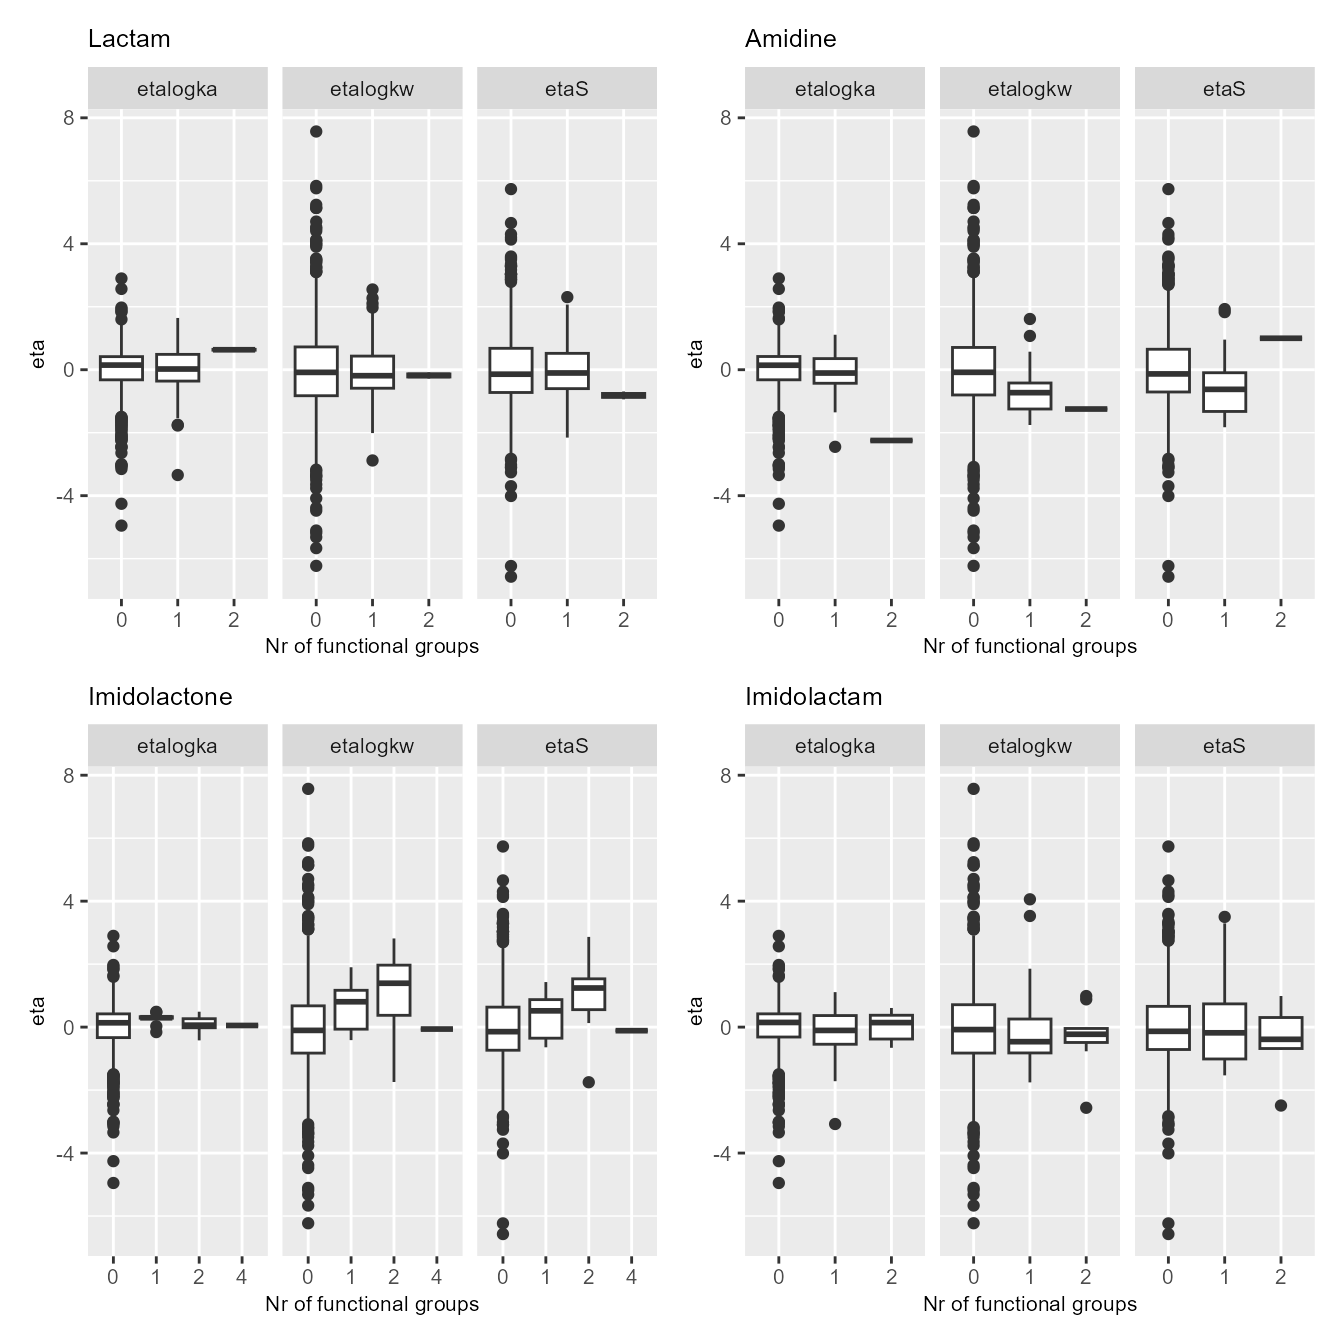 Lactam
etalogka etalogkw etaS
8
4
0
-4
eta
0 1 2 0 1 2 0 1 2
Nr of functional groups
Amidine
etalogka etalogkw etaS
8
4
0
-4
eta
0 1 2 0 1 2 0 1 2
Nr of functional groups
Imidolactone
etalogka etalogkw etaS
8
4
0
-4
eta
0 1 2 4 0 1 2 4 0 1 2 4
Nr of functional groups
Imidolactam
etalogka etalogkw etaS
8
4
0
-4
eta
0 1 2 0 1 2 0 1 2
Nr of functional groups